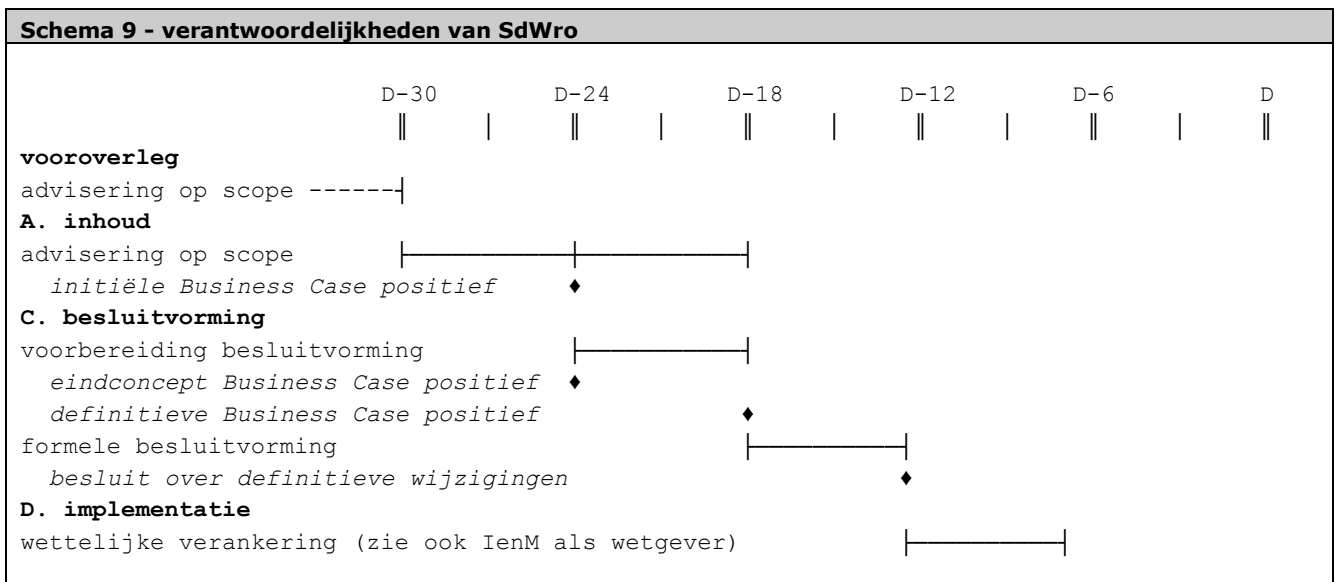 Schema 9 - verantwoordelijkheden van SdWro
D-30 D-24 D-18 D-12 D-6 D
vooroverleg
advisering op scope ------┤
A. inhoud
advisering op scope
initiële Business Case positief ♦
C. besluitvorming
voorbereiding besluitvorming
eindconcept Business Case positief ♦
definitieve Business Case positief ♦
formele besluitvorming
besluit over definitieve wijzigingen ♦
D. implementatie
wettelijke verankering (zie ook IenM als wetgever)